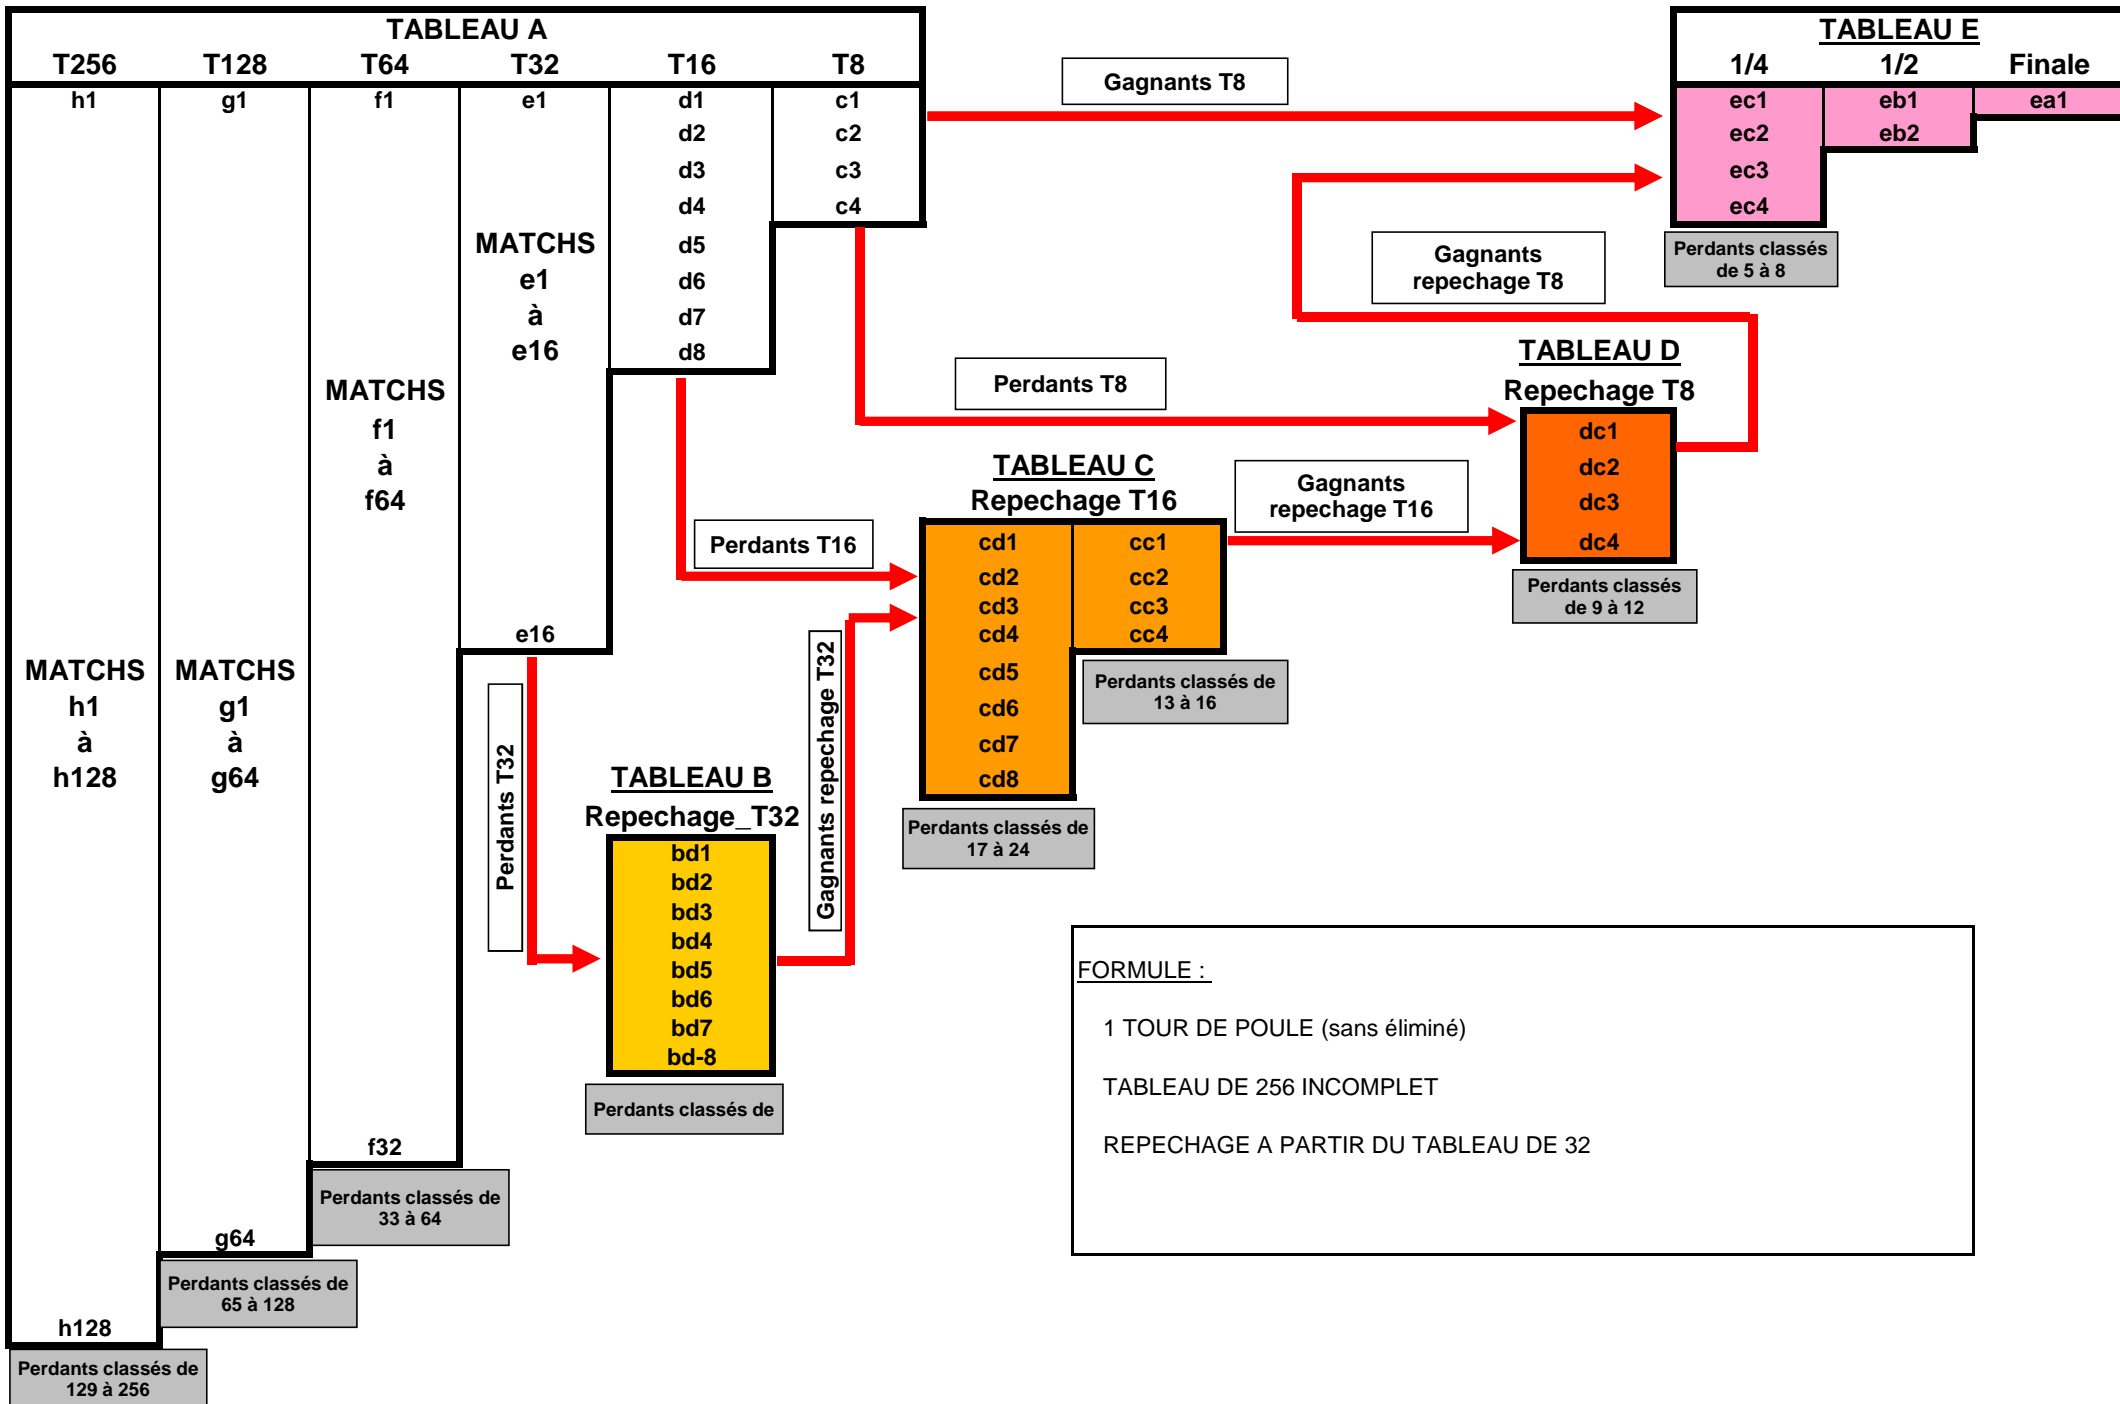 TABLEAU A
T256 T128 T64 T32 T16 T8
h1 g1 f1 e1 d1 c1
d2 c2
d3 c3
d4 c4
d5
d6
d7
d8
MATCHS
e1
à
e16
MATCHS
f1
à
f64
e16
MATCHS
h1
à
h128
MATCHS
g1
à
g64
f32
g64
h128
Perdants classés de
33 à 64
Perdants classés de
65 à 128
Perdants classés de
129 à 256
Gagnants T8
Perdants T8
Perdants T16
Perdants T32
TABLEAU B
Repechage_T32
bd1
bd2
bd3
bd4
bd5
bd6
bd7
bd-8
Perdants classés de
Gagnants repechage T32
TABLEAU C
Repechage T16
cd1 cc1
cd2 cc2
cd3 cc3
cd4 cc4
cd5
cd6
cd7
cd8
Perdants classés de
13 à 16
Perdants classés de
17 à 24
Gagnants
repechage T16
TABLEAU D
Repechage T8
dc1
dc2
dc3
dc4
Perdants classés
de 9 à 12
Gagnants
repechage T8
TABLEAU E
1/4 1/2 Finale
ec1 eb1 ea1
ec2 eb2
ec3
ec4
Perdants classés
de 5 à 8
FORMULE :
1 TOUR DE POULE (sans éliminé)
TABLEAU DE 256 INCOMPLET
REPECHAGE A PARTIR DU TABLEAU DE 32